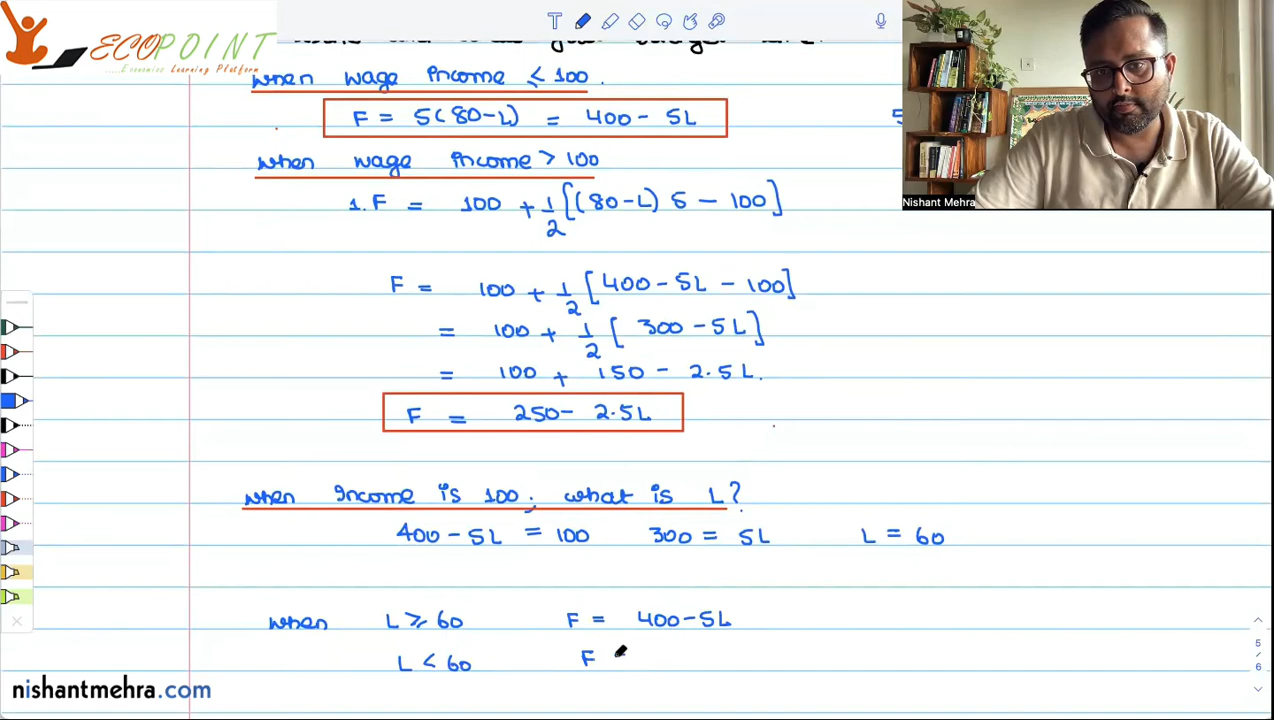 ECOPOINT
.....Economics Learning Platform
When wage Income ≤ 100.
F = 5(80-L) = 400 - 5L
5
When wage Income > 100
1.F = 100 + 1/2 [(80-L) 5 - 100]
F = 100 + 1/2 [400 - 5L - 100]
= 100 + 1/2 [300 - 5L]
= 100 + 150 - 2.5L.
F = 250 - 2.5L
When Income is 100, what is L?
400 - 5L = 100 300 = 5L L = 60
When L ≥ 60 F = 400 - 5L
L < 60 F
Nishant Mehra
T
5
6
nishantmehra.com